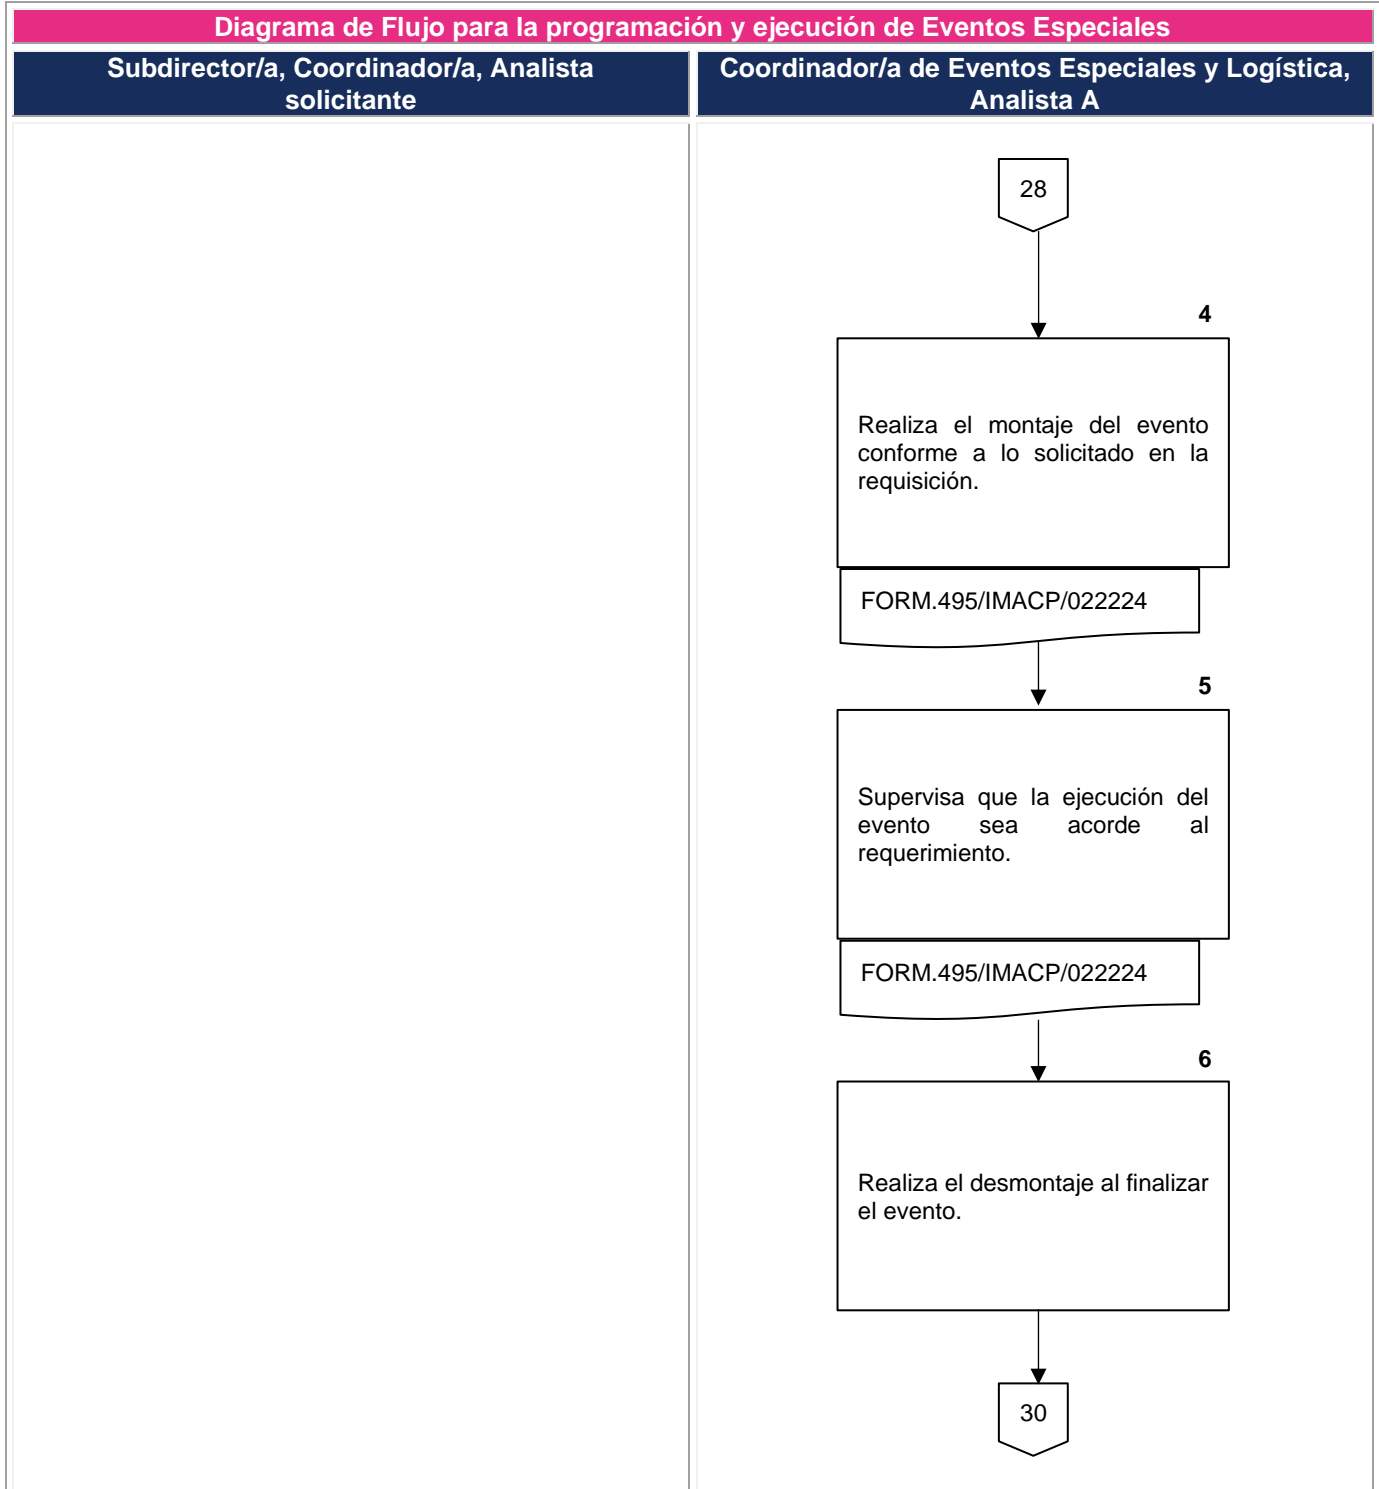 Diagrama de Flujo para la programación y ejecución de Eventos Especiales
Subdirector/a, Coordinador/a, Analista
solicitante
Coordinador/a de Eventos Especiales y Logística,
Analista A
28
4
Realiza el montaje del evento
conforme a lo solicitado en la
requisición.
FORM.495/IMACP/022224
5
Supervisa que la ejecución del
evento sea acorde al
requerimiento.
FORM.495/IMACP/022224
6
Realiza el desmontaje al finalizar
el evento.
30